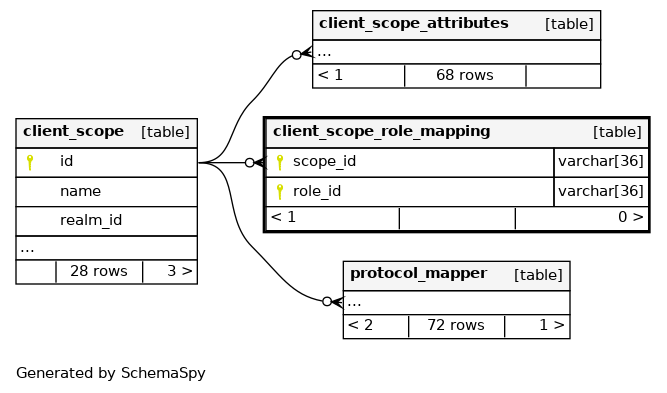 client_scope_attributes [table]
...
< 1 68 rows
client_scope [table]
id
name
realm_id
...
28 rows 3 >
client_scope_role_mapping [table]
scope_id varchar[36]
role_id varchar[36]
< 1 0 >
protocol_mapper [table]
...
< 2 72 rows 1 >
Generated by SchemaSpy